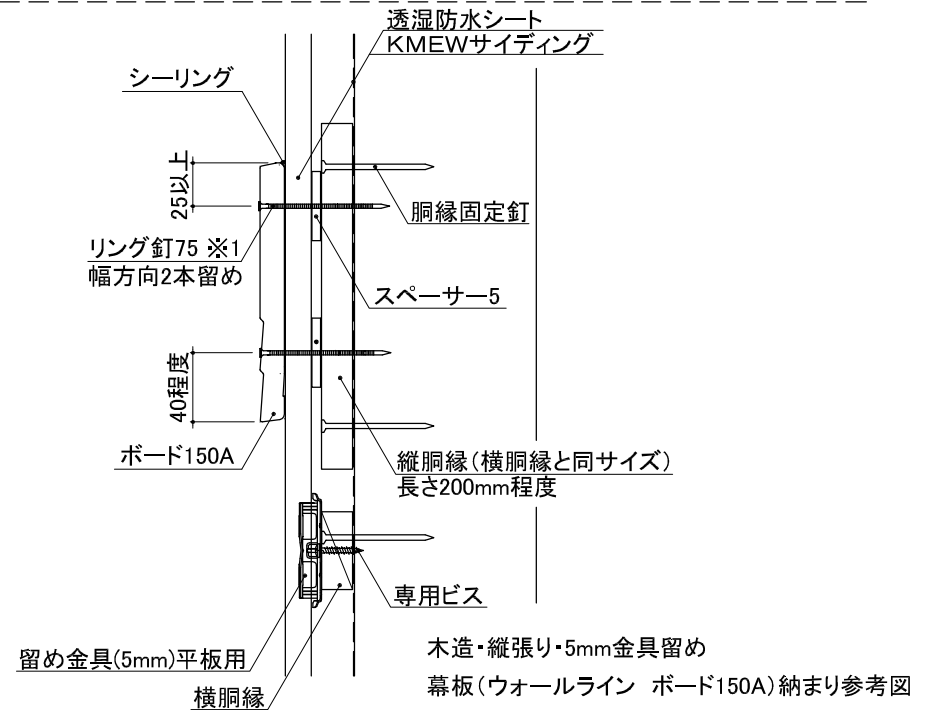 透湿防水シート
KMEWサイディング
シーリング
25以上
胴縁固定釘
リング釘75 ※1
幅方向2本留め
スペーサー5
40程度
ボード150A
縦胴縁(横胴縁と同サイズ)
長さ200mm程度
専用ビス
留め金具(5mm)平板用
横胴縁
木造・縦張り・5mm金具留め
幕板(ウォールライン ボード150A)納まり参考図